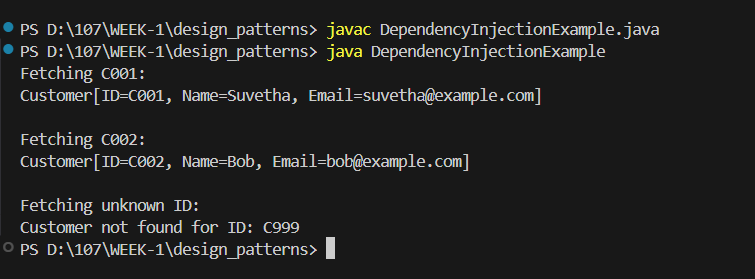 PS D:\107\WEEK-1\design_patterns> javac DependencyInjectionExample.java
PS D:\107\WEEK-1\design_patterns> java DependencyInjectionExample
Fetching C001:
Customer[ID=C001, Name=Suvetha, Email=suvetha@example.com]
Fetching C002:
Customer[ID=C002, Name=Bob, Email=bob@example.com]
Fetching unknown ID:
Customer not found for ID: C999
PS D:\107\WEEK-1\design_patterns>